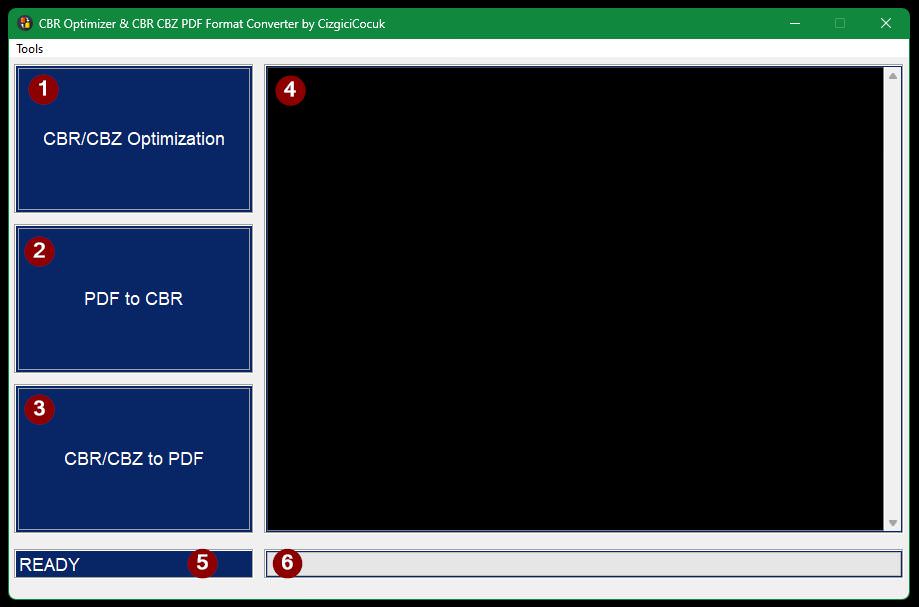 CBR Optimizer & CBR CBZ PDF Format Converter by CizgiciCocuk
Tools
1
CBR/CBZ Optimization
2
PDF to CBR
3
CBR/CBZ to PDF
4
READY
5
6